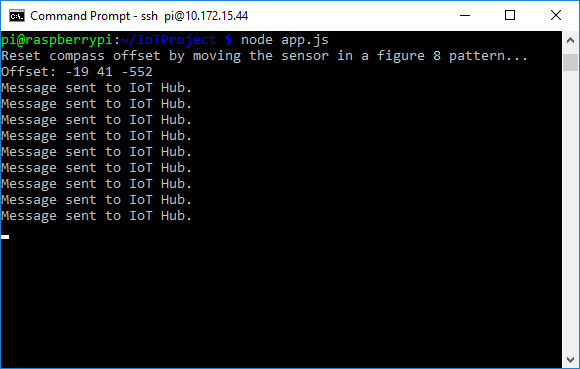 Command Prompt - ssh pi@10.172.15.44
pi@raspberrypi:~/IoTProject $ node app.js
Reset compass offset by moving the sensor in a figure 8 pattern...
Offset: -19 41 -552
Message sent to IoT Hub.
Message sent to IoT Hub.
Message sent to IoT Hub.
Message sent to IoT Hub.
Message sent to IoT Hub.
Message sent to IoT Hub.
Message sent to IoT Hub.
Message sent to IoT Hub.
Message sent to IoT Hub.